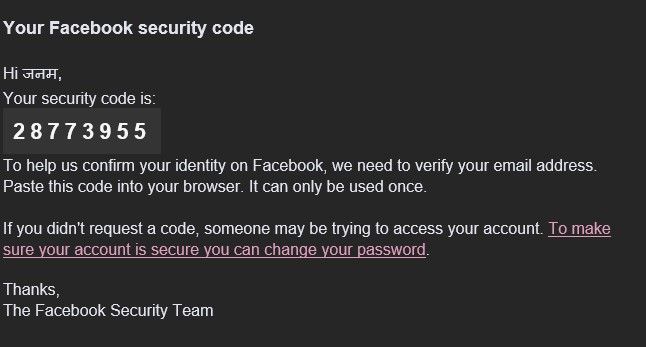 Your Facebook security code
Hi जनम,
Your security code is:
28773955
To help us confirm your identity on Facebook, we need to verify your email address.
Paste this code into your browser. It can only be used once.
If you didn't request a code, someone may be trying to access your account. To make
sure your account is secure you can change your password.
Thanks,
The Facebook Security Team